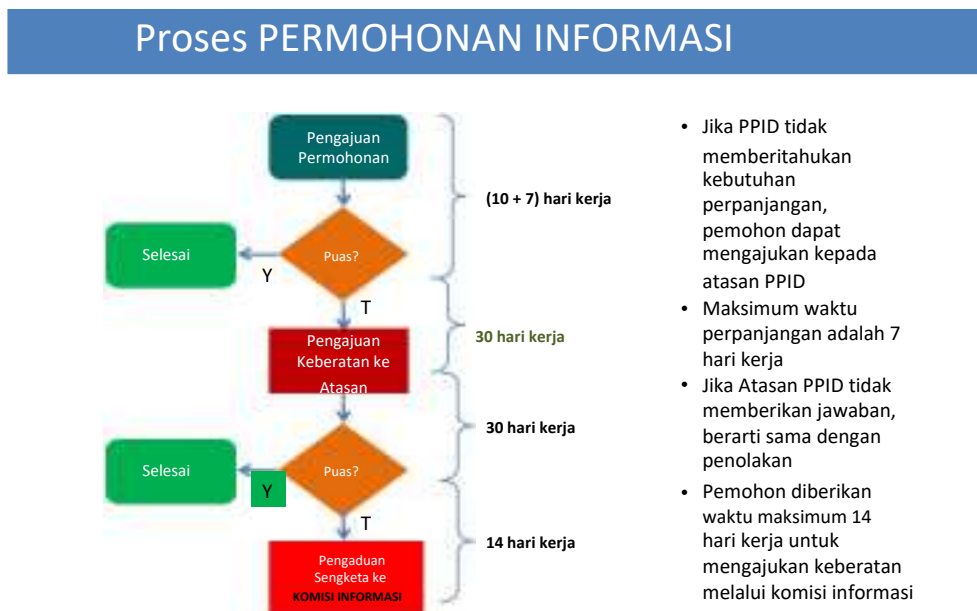 Proses PERMOHONAN INFORMASI
Pengajuan
Permohonan
(10 + 7) hari kerja
Selesai
Puas?
Y
T
30 hari kerja
Pengajuan
Keberatan ke
Atasan
30 hari kerja
Selesai
Puas?
Y
T
14 hari kerja
Pengaduan
Sengketa ke
KOMISI INFORMASI
• Jika PPID tidak
memberitahukan
kebutuhan
perpanjangan,
pemohon dapat
mengajukan kepada
atasan PPID
• Maksimum waktu
perpanjangan adalah 7
hari kerja
• Jika Atasan PPID tidak
memberikan jawaban,
berarti sama dengan
penolakan
• Pemohon diberikan
waktu maksimum 14
hari kerja untuk
mengajukan keberatan
melalui komisi informasi